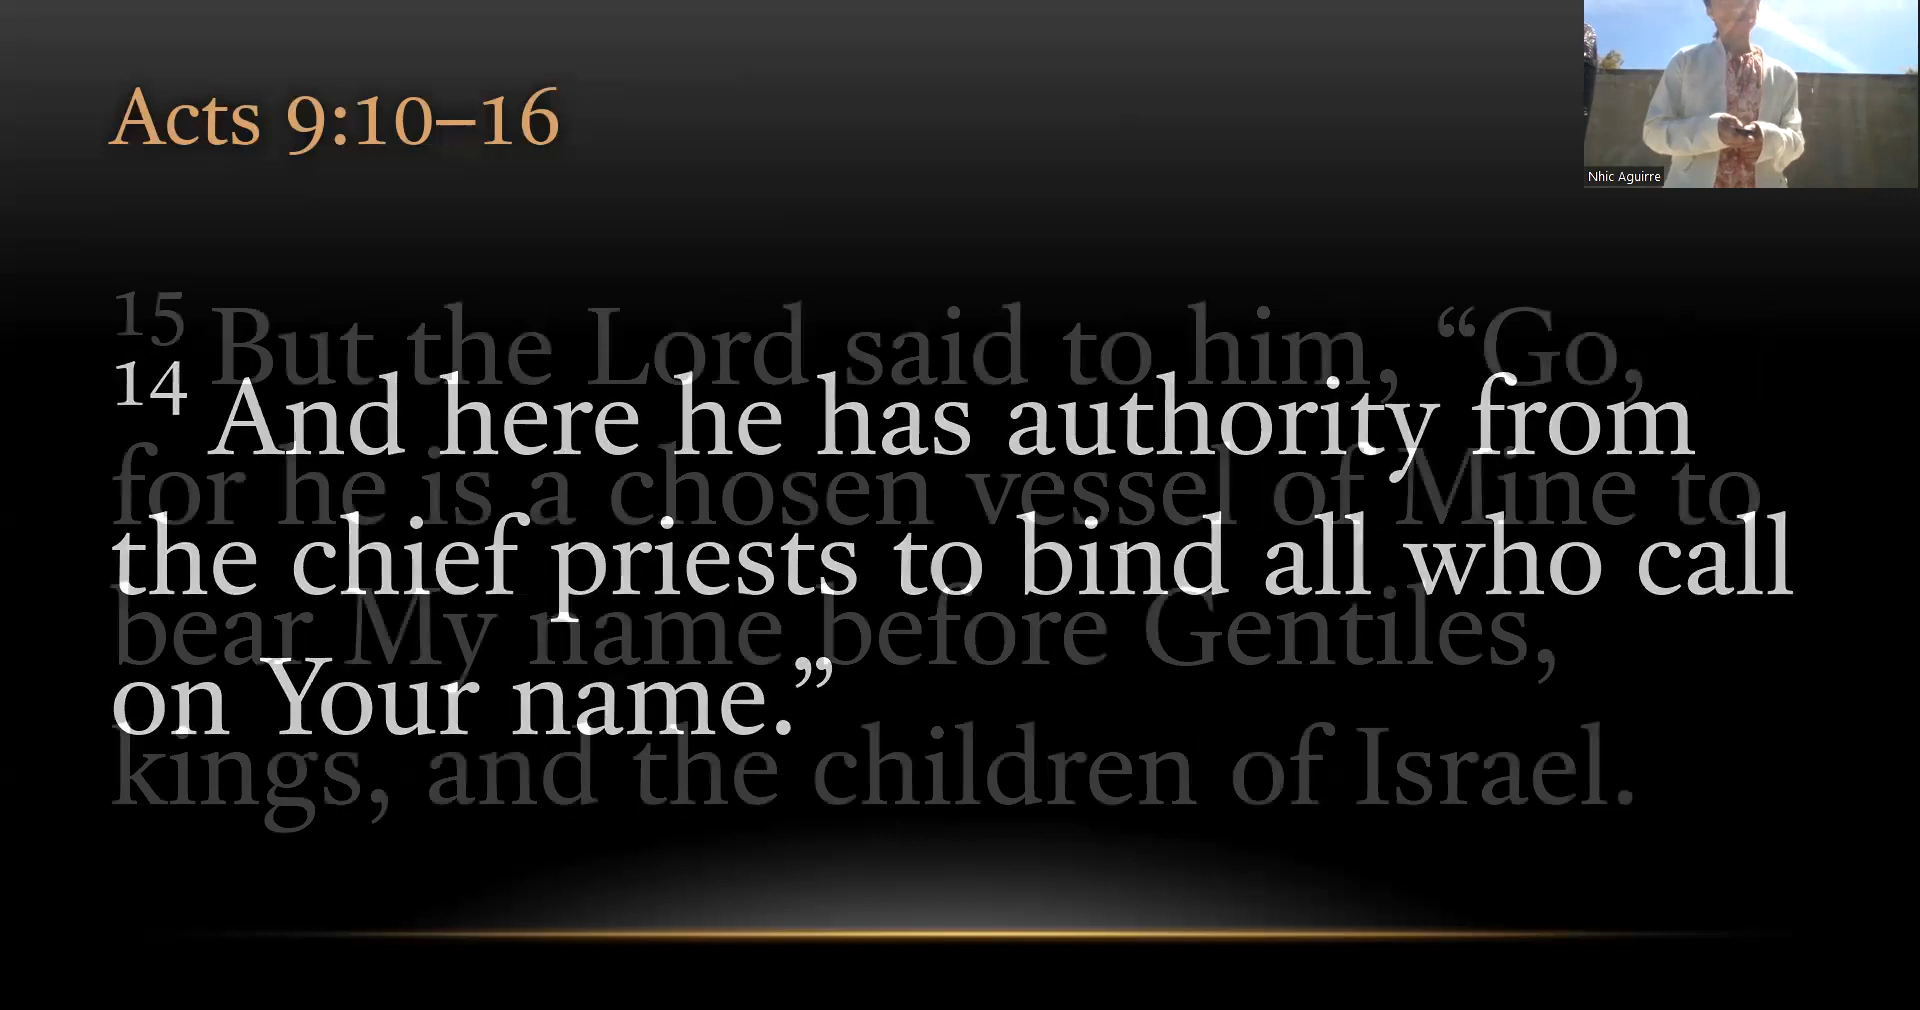 Acts 9:10–16
Nhic Aguirre
15 But the Lord said to him, “Go,
14 And here he has authority from
for he is a chosen vessel of Mine to
the chief priests to bind all who call
bear My name before Gentiles,
on Your name.”
kings, and the children of Israel.